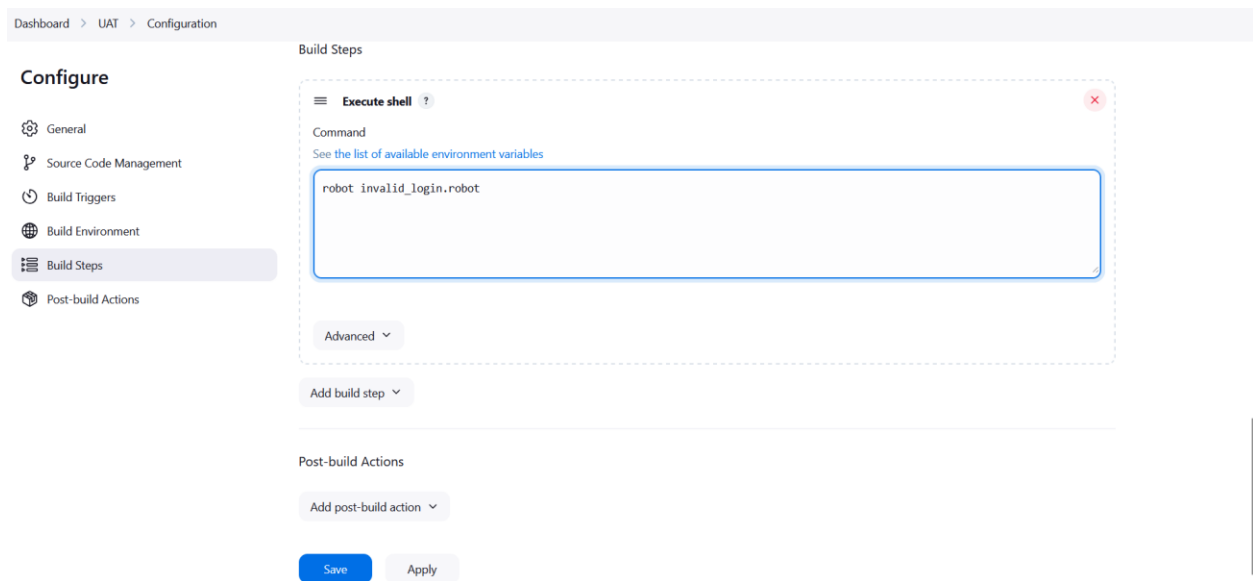 Dashboard > UAT > Configuration
Configure
General
Source Code Management
Build Triggers
Build Environment
Build Steps
Post-build Actions
Build Steps
Execute shell ?
Command
See the list of available environment variables
robot invalid_login.robot
Advanced
Add build step
Post-build Actions
Add post-build action
Save Apply